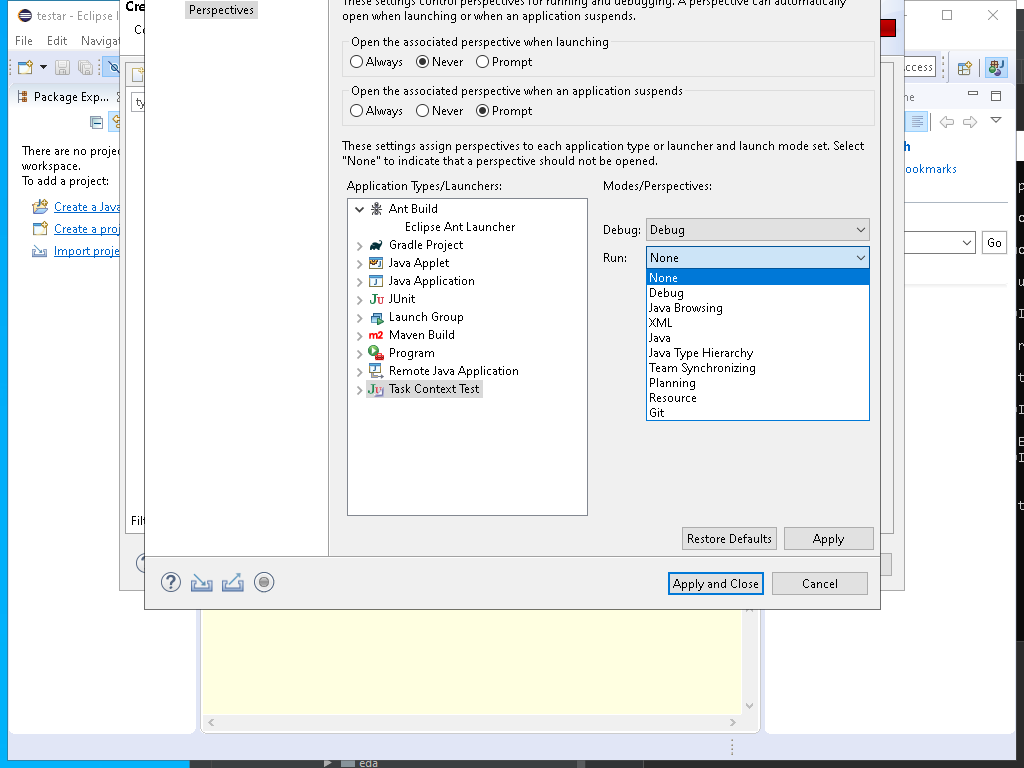 testar - Eclipse
File Edit Navigat
Package Exp...
There are no proje
workspace.
To add a project:
Create a Java
Create a proj
Import proje
Cre
ty
Filt
Perspectives
These settings control perspectives for running and debugging. A perspective can automatically
open when launching or when an application suspends.
Open the associated perspective when launching
Always Never Prompt
Open the associated perspective when an application suspends
Always Never Prompt
These settings assign perspectives to each application type or launcher and launch mode set. Select
"None" to indicate that a perspective should not be opened.
Application Types/Launchers:
Ant Build
Eclipse Ant Launcher
Gradle Project
Java Applet
Java Application
JUnit
Launch Group
Maven Build
Program
Remote Java Application
Task Context Test
Modes/Perspectives:
Debug: Debug
Run: None
None
Debug
Java Browsing
XML
Java
Java Type Hierarchy
Team Synchronizing
Planning
Resource
Git
Restore Defaults Apply
Apply and Close Cancel
ccess
ne
h
ookmarks
Go
eda